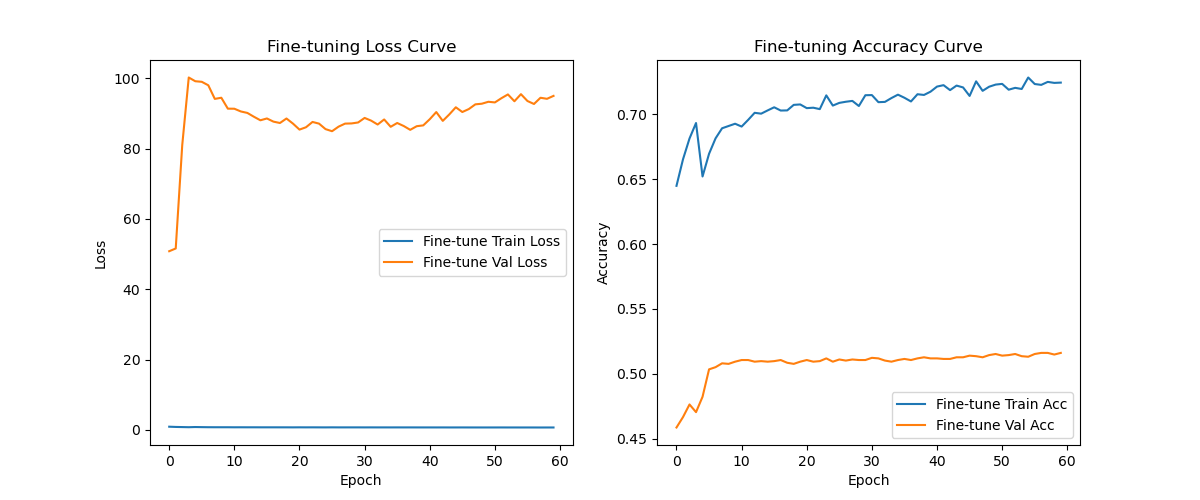 Fine-tuning Loss Curve
100
80
60
40
20
0
Loss
Fine-tune Train Loss
Fine-tune Val Loss
0 10 20 30 40 50 60
Epoch
Fine-tuning Accuracy Curve
0.70
0.65
0.60
0.55
0.50
0.45
Accuracy
Fine-tune Train Acc
Fine-tune Val Acc
0 10 20 30 40 50 60
Epoch